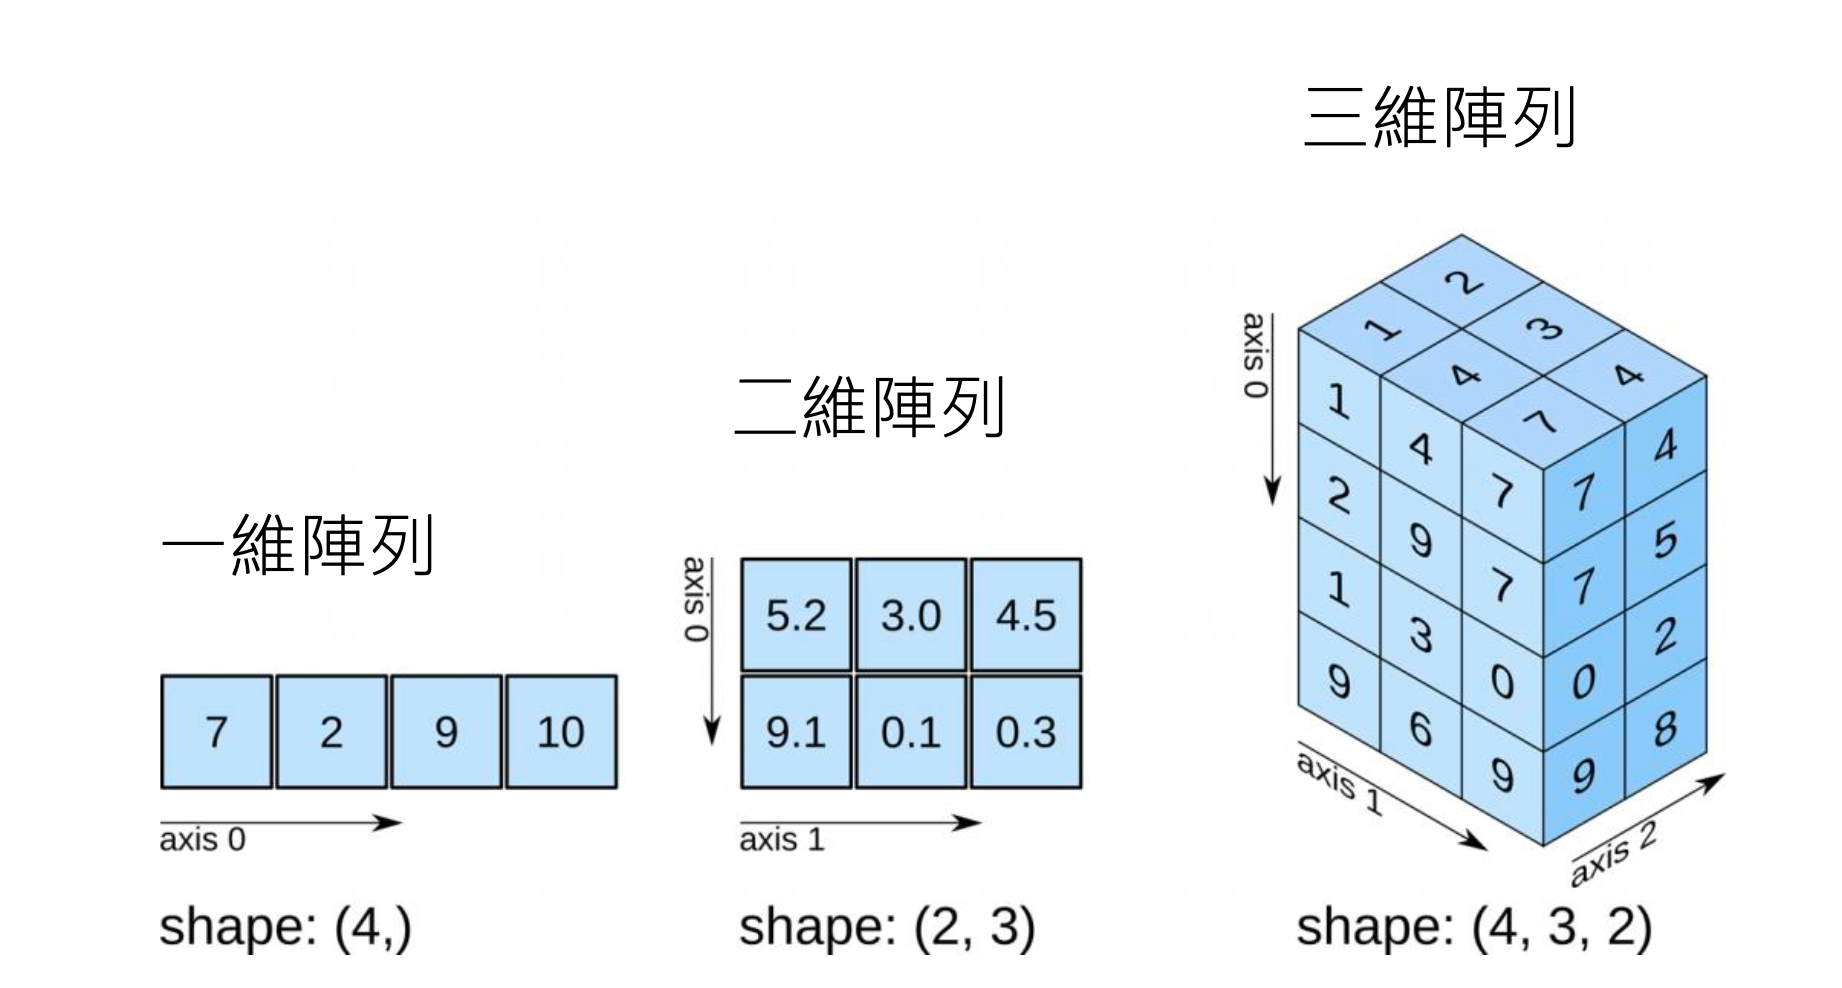 一維陣列
7 2 9 10
axis 0
shape: (4,)
二維陣列
axis 0
5.2 3.0 4.5
9.1 0.1 0.3
axis 1
shape: (2, 3)
三維陣列
axis 0
2
1 3
4 4
7
1 4 7 7 4
2 9 7 7 5
1 3 0 0 2
9 6 9 9 8
axis 1
axis 2
shape: (4, 3, 2)